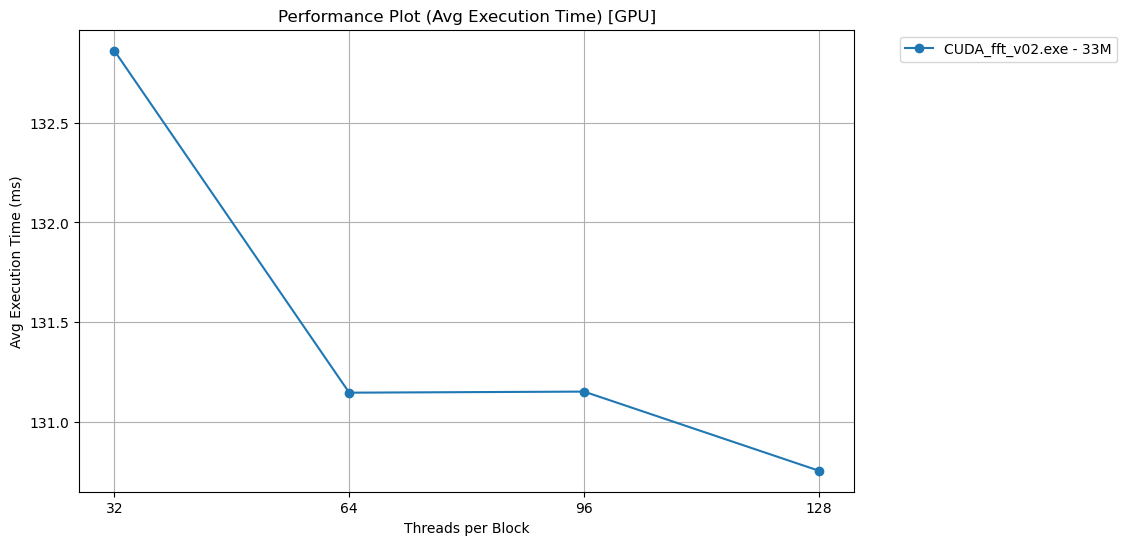 Performance Plot (Avg Execution Time) [GPU]
CUDA_fft_v02.exe - 33M
Avg Execution Time (ms)
132.5
132.0
131.5
131.0
32
64
96
128
Threads per Block